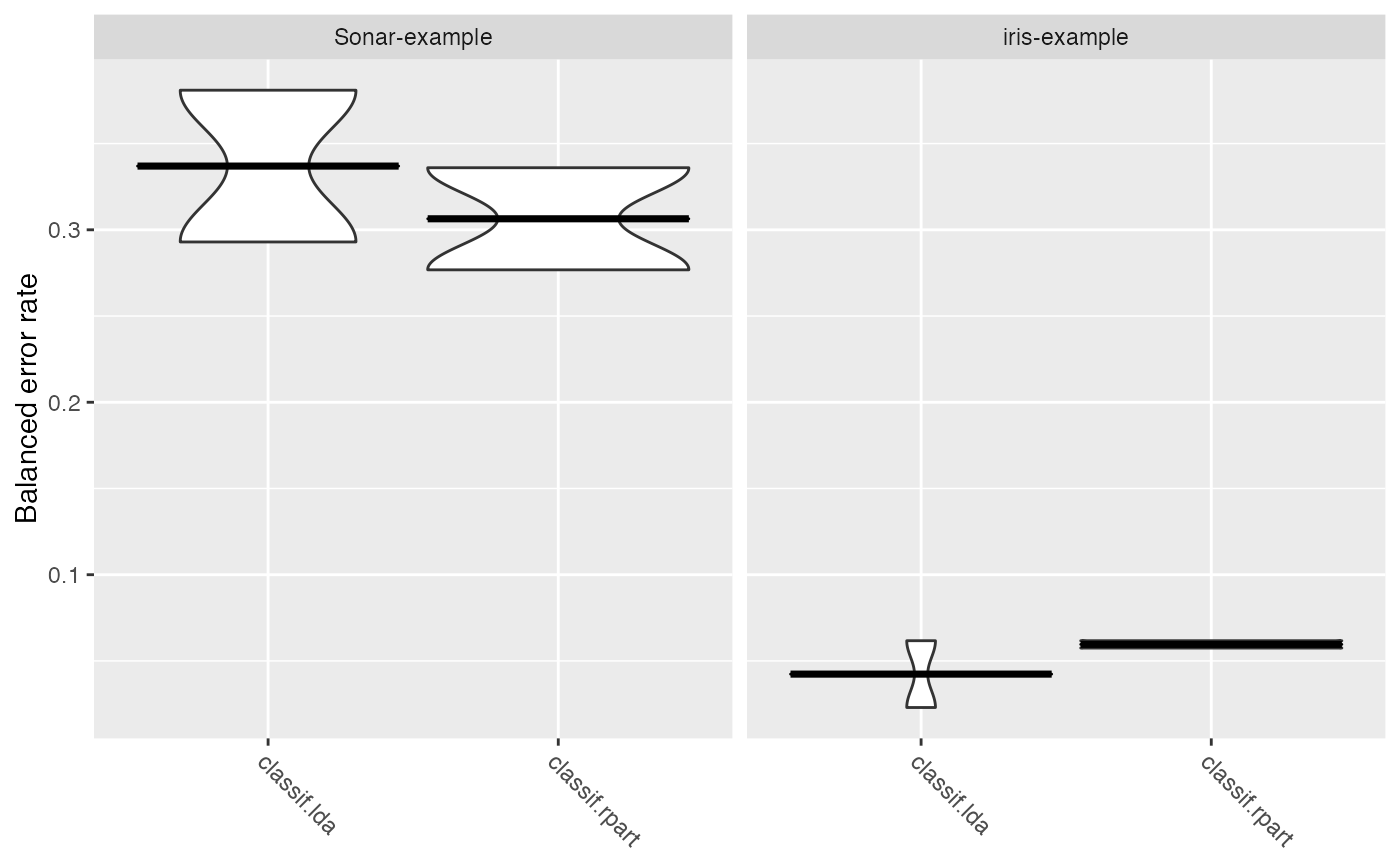 Sonar-example
iris-example
Balanced error rate
0.3
0.2
0.1
classif.lda
classif.rpart
classif.lda
classif.rpart